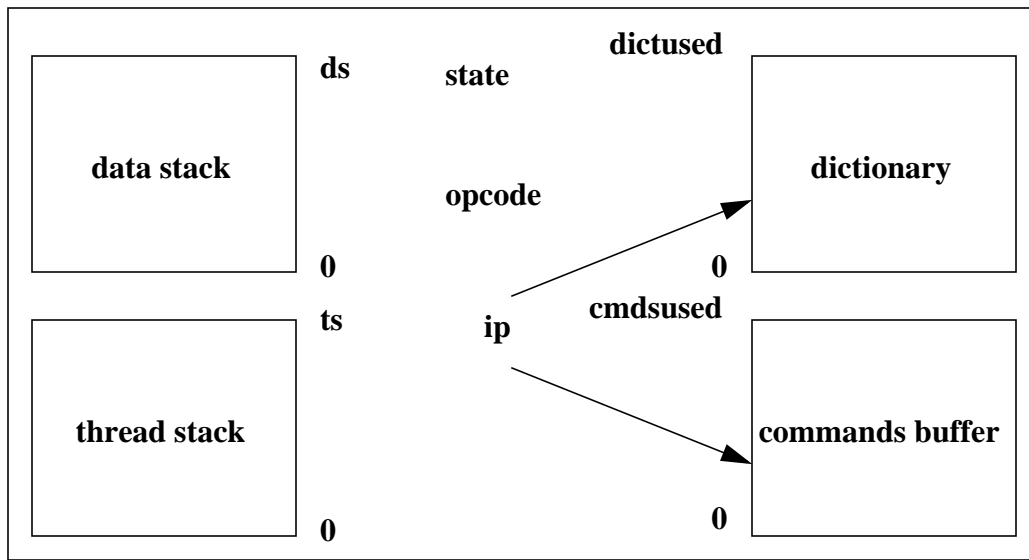 dictused
ds
state
data stack
dictionary
opcode
0
0
ts
cmdsused
ip
thread stack
commands buffer
0
0